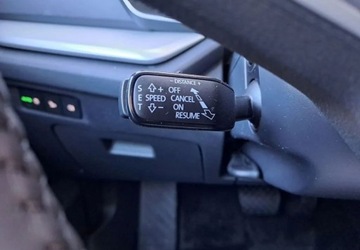 - DISTANCE +
S + OFF
E SPEED CANCEL
T - ON
RESUME